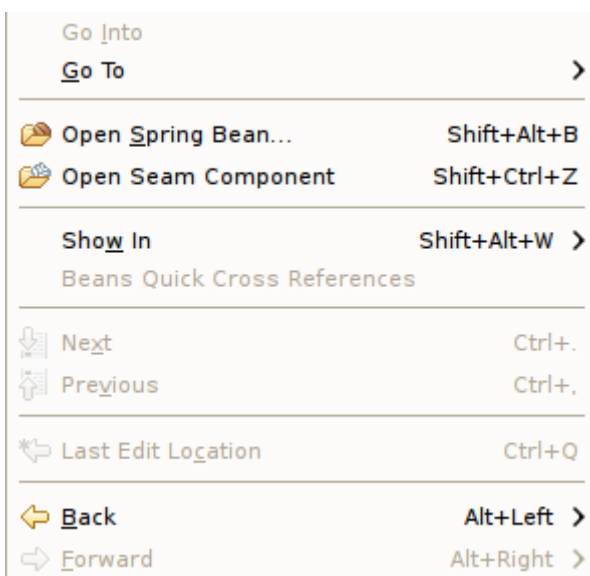 Go Into
Go To
Open Spring Bean... Shift+Alt+B
Open Seam Component Shift+Ctrl+Z
Show In Shift+Alt+W
Beans Quick Cross References
Next Ctrl+.
Previous Ctrl+,
Last Edit Location Ctrl+Q
Back Alt+Left
Forward Alt+Right